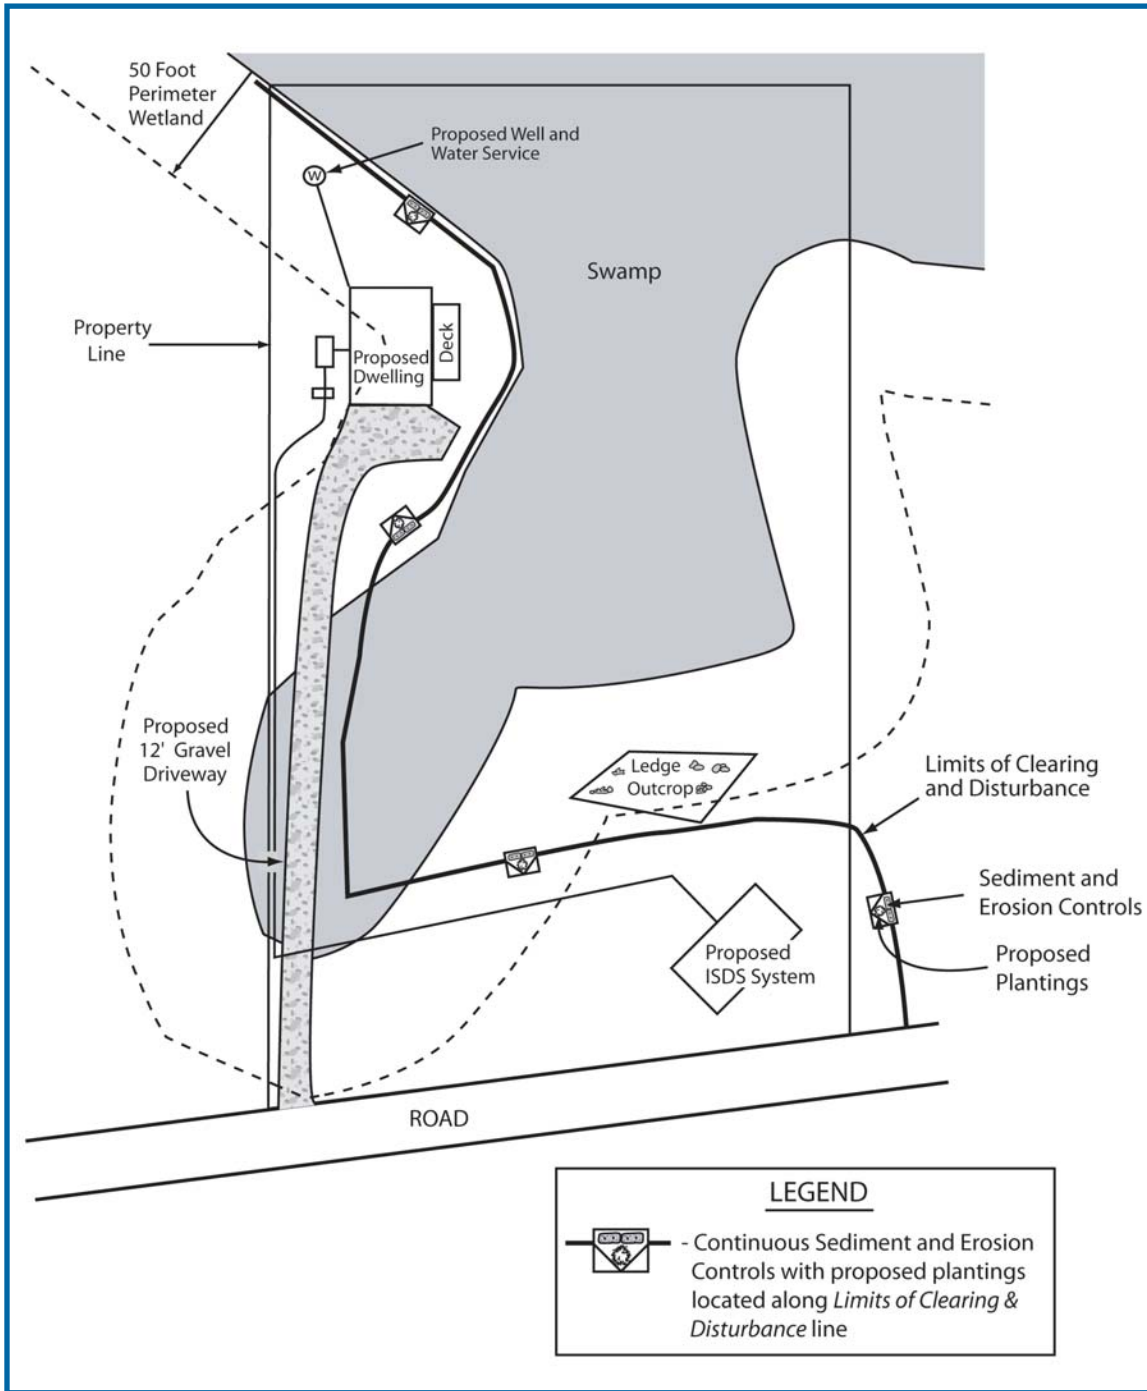 50 Foot
Perimeter
Wetland
Proposed Well and
Water Service
W
Swamp
Property
Line
Deck
Proposed
Dwelling
Proposed
12' Gravel
Driveway
Ledge
Outcrop
Limits of Clearing
and Disturbance
Sediment and
Erosion Controls
Proposed
Plantings
Proposed
ISDS System
ROAD
LEGEND
- Continuous Sediment and Erosion
Controls with proposed plantings
located along Limits of Clearing &
Disturbance line